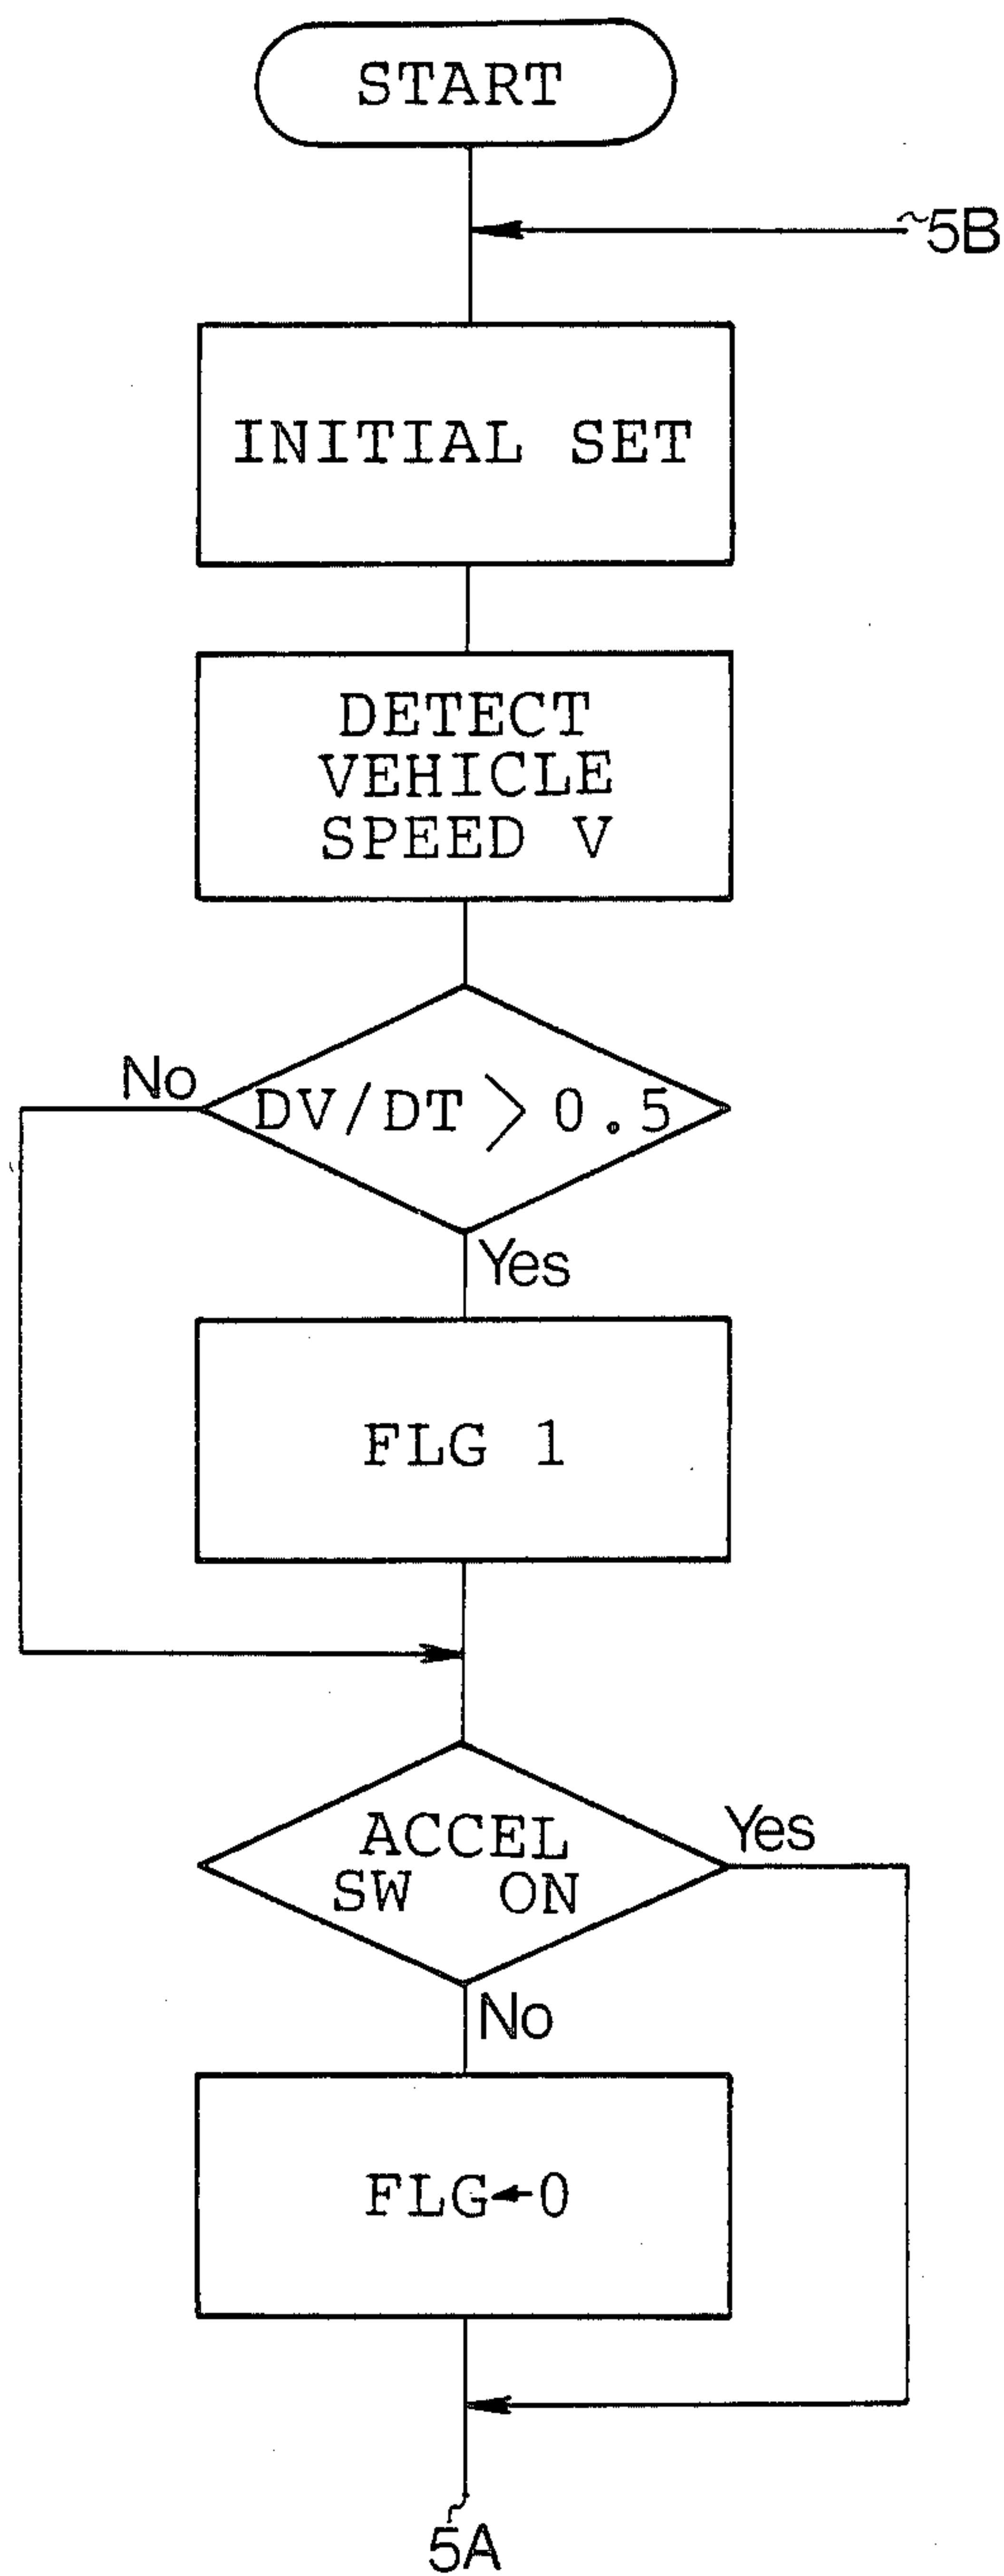 START
5B
INITIAL SET
DETECT
VEHICLE
SPEED V
No
DV/DT > 0.5
Yes
FLG 1
ACCEL
SW ON
Yes
No
FLG←0
5A